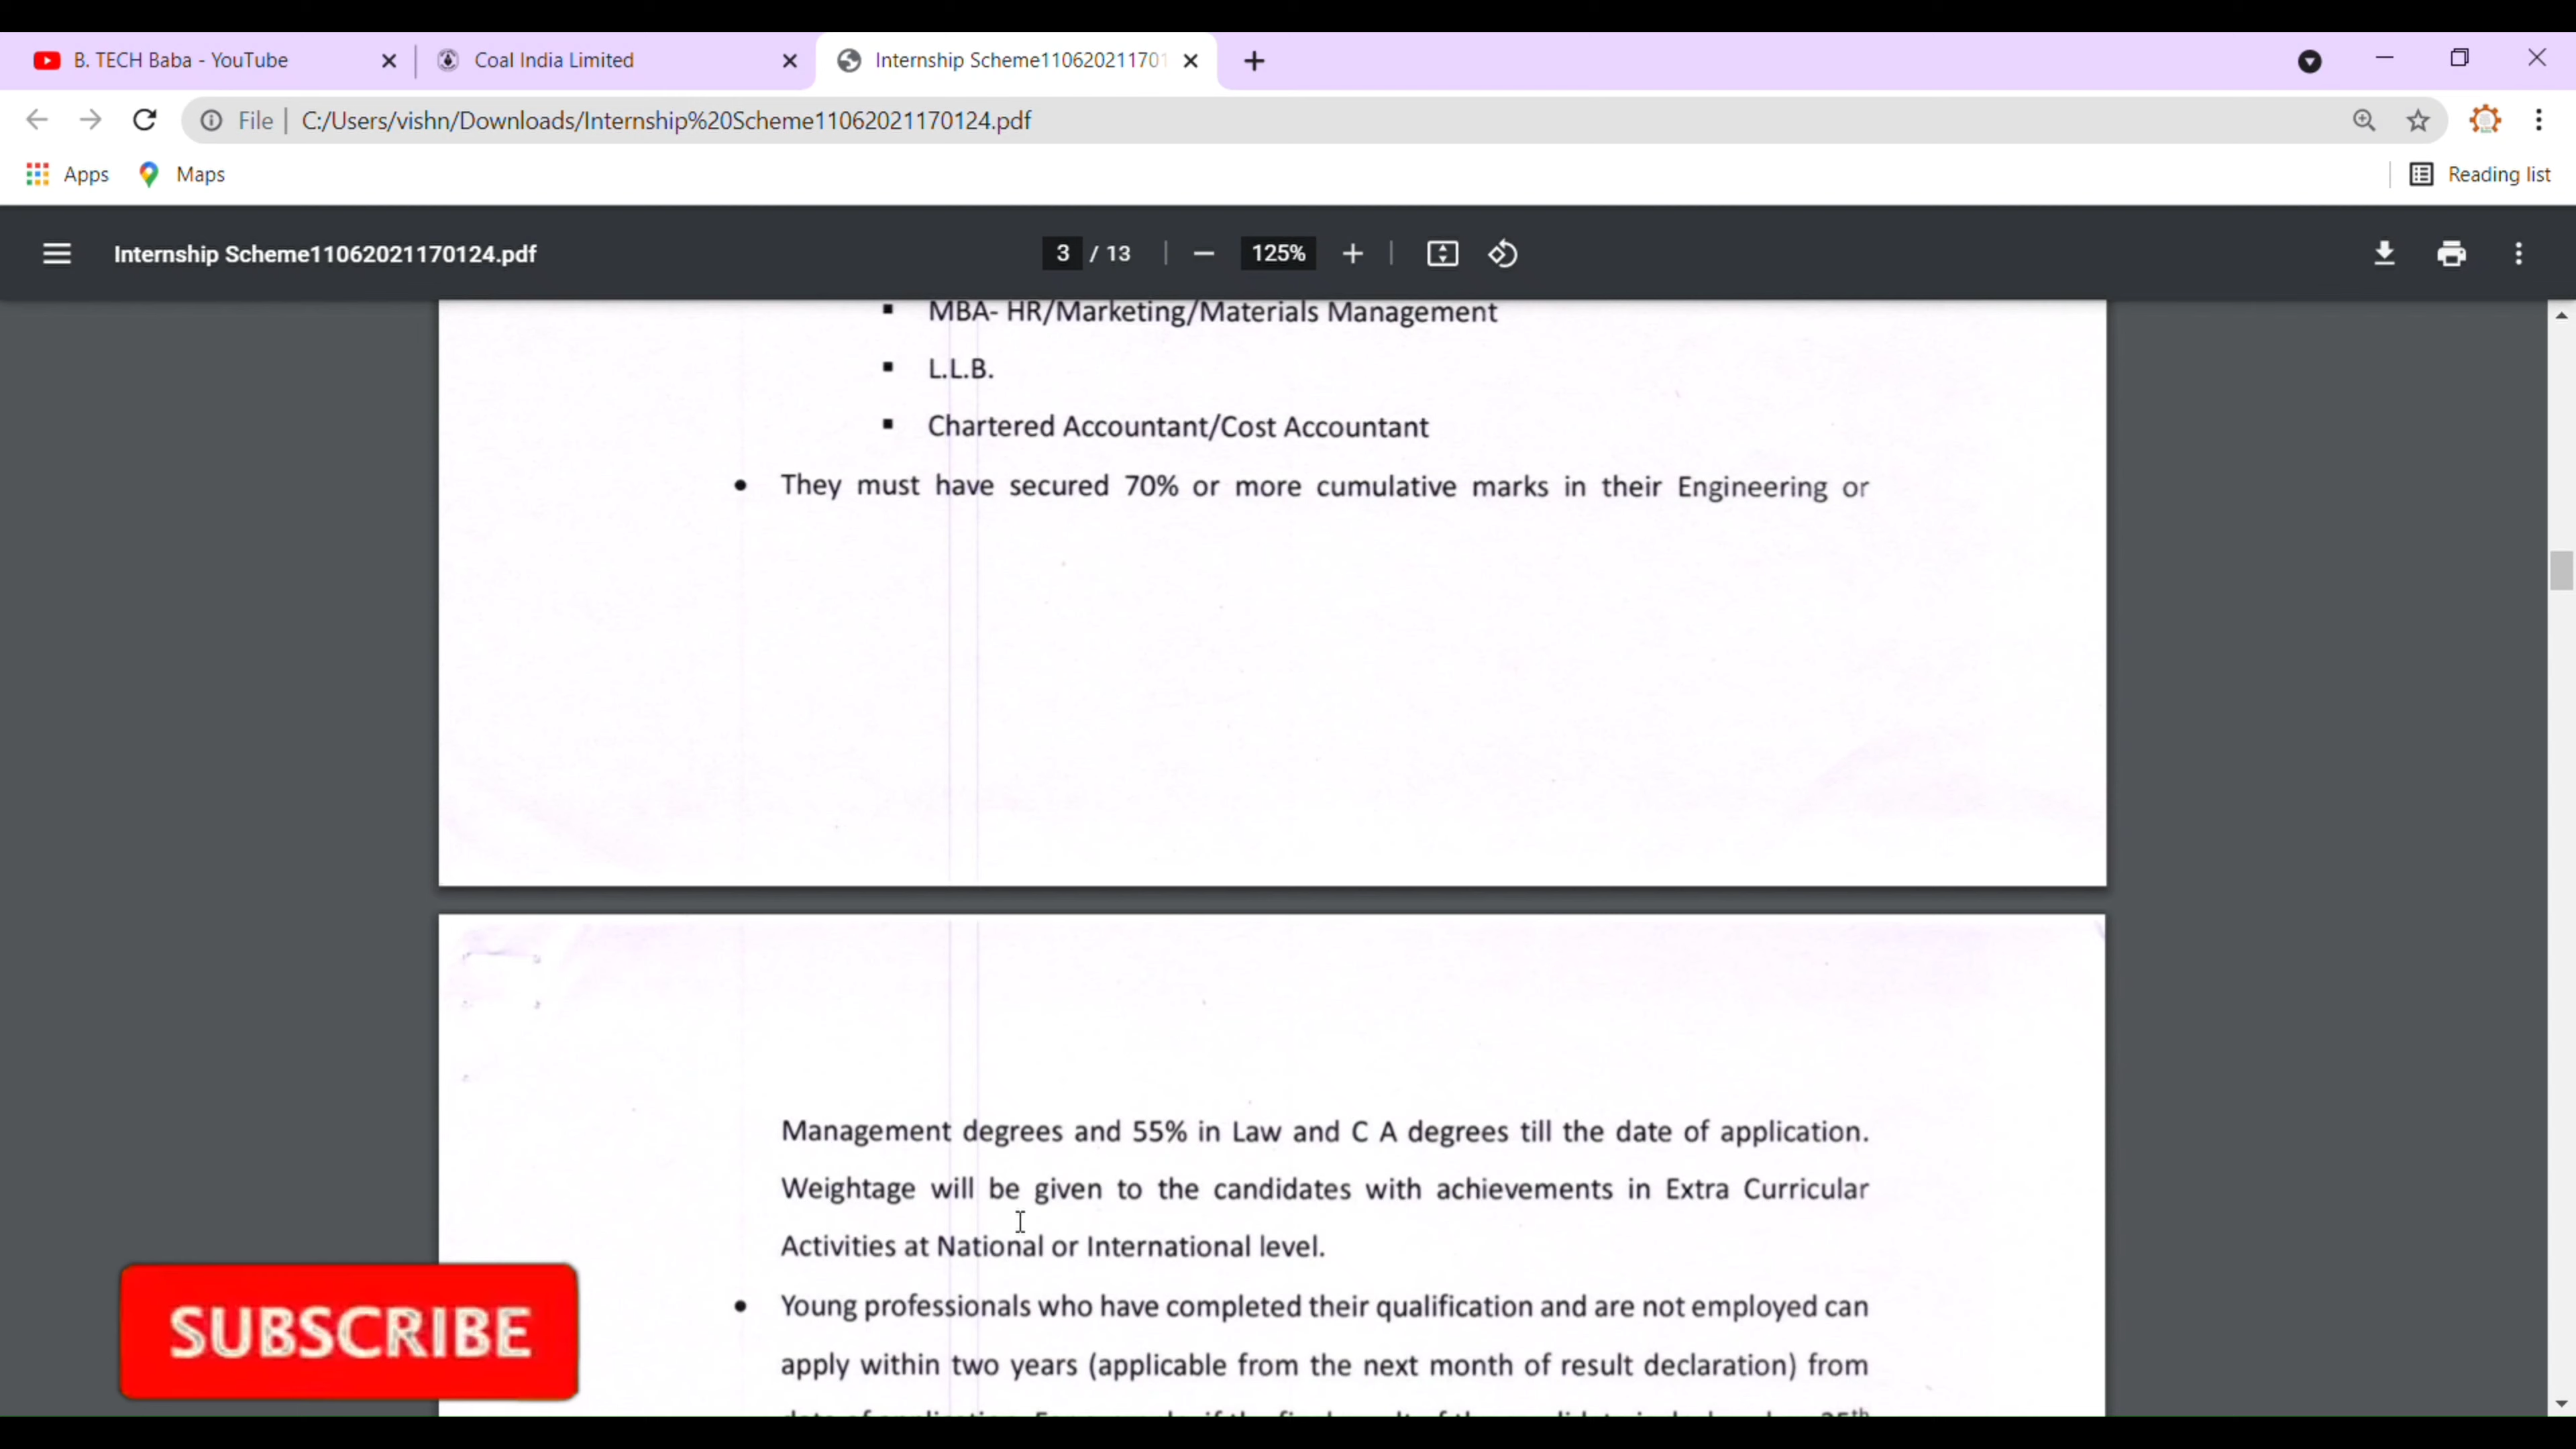 B. TECH Baba - YouTube
Coal India Limited
Internship Scheme110620211701
File
C:/Users/vishn/Downloads/Internship%20Scheme11062021170124.pdf
Apps
Maps
Reading list
Internship Scheme11062021170124.pdf
3 / 13
125%
▪ MBA- HR/Marketing/Materials Management
▪ L.L.B.
▪ Chartered Accountant/Cost Accountant
• They must have secured 70% or more cumulative marks in their Engineering or
Management degrees and 55% in Law and C A degrees till the date of application.
Weightage will be given to the candidates with achievements in Extra Curricular
Activities at National or International level.
• Young professionals who have completed their qualification and are not employed can
apply within two years (applicable from the next month of result declaration) from
SUBSCRIBE